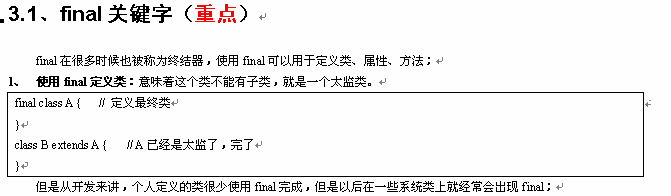 3.1、final 关键字（重点）
final 在很多时候也被称为终结器，使用 final 可以用于定义类、属性、方法；
1、 使用 final 定义类：意味着这个类不能有子类，就是一个太监类。
final class A { // 定义最终类
}
class B extends A { // A 已经是太监了，完了
}
但是从开发来讲，个人定义的类很少使用 final 完成，但是以后在一些系统类上就经常会出现 final；